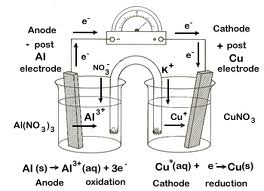 Anode
- post
Al
electrode
e-
- +
e-
Cathode
+ post
Cu
electrode
e-
NO3-
K+
e-
Al(NO3)3
Al3+
Cu+
CuNO3
Al (s) → Al3+(aq) + 3e-
Anode oxidation
Cu+(aq) + e- → Cu(s)
Cathode reduction